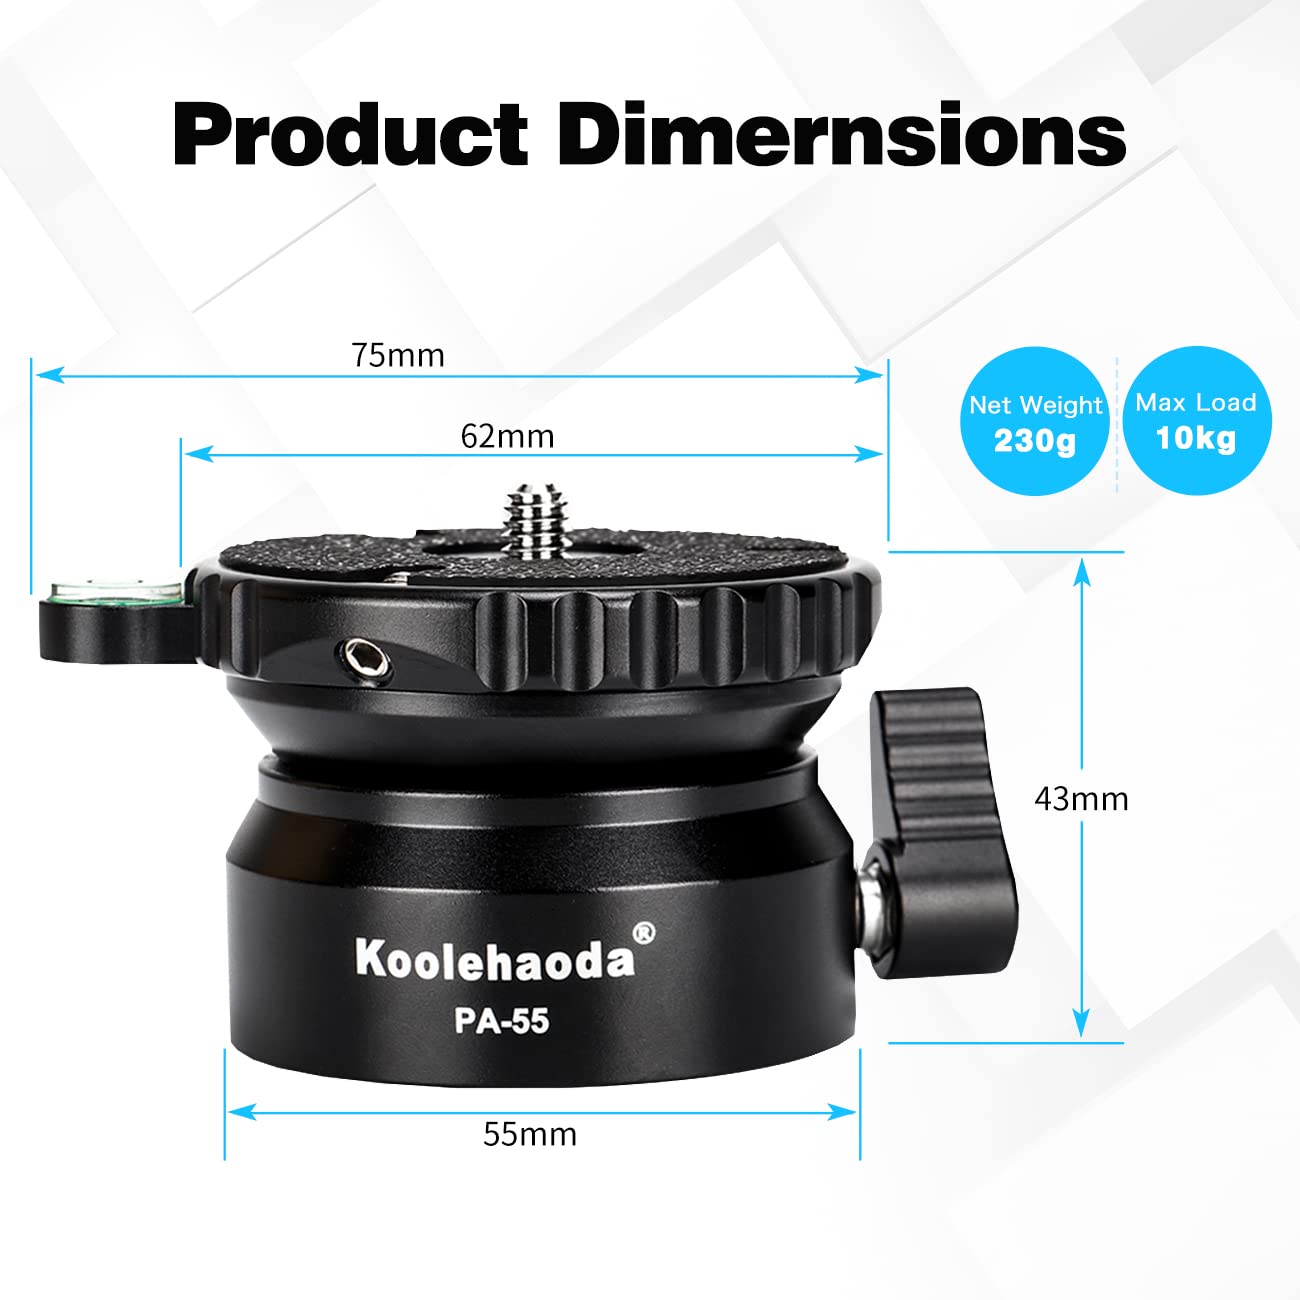 Product Dimernsions
75mm
62mm
Net Weight
230g
Max Load
10kg
43mm
Koolehaoda®
PA-55
55mm